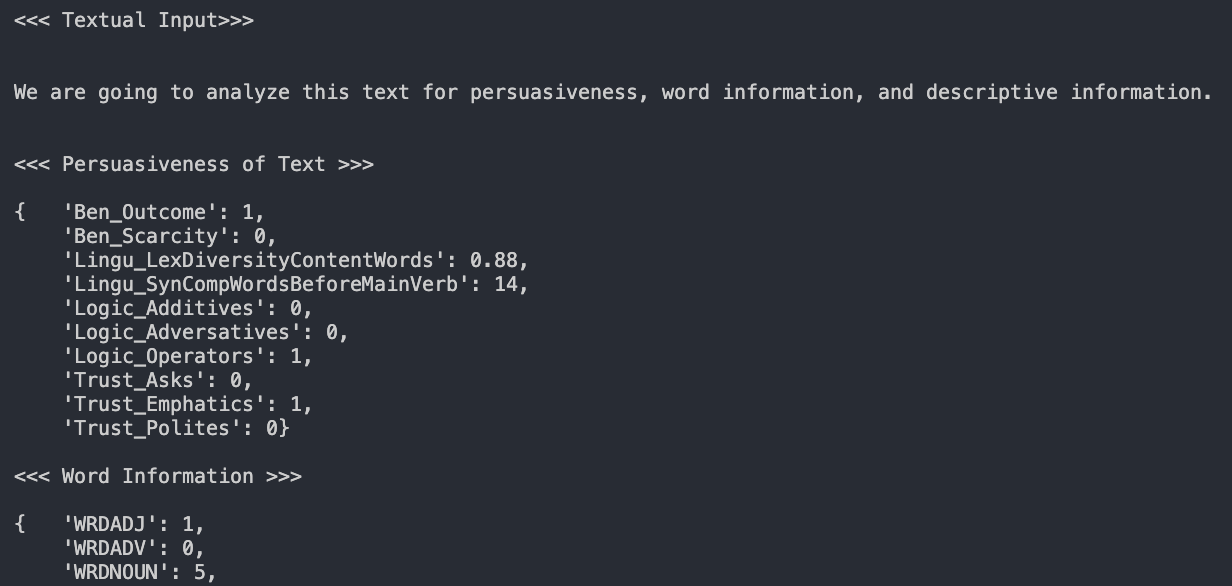 <<< Textual Input>>>
We are going to analyze this text for persuasiveness, word information, and descriptive information.
<<< Persuasiveness of Text >>>
{   'Ben_Outcome': 1,
    'Ben_Scarcity': 0,
    'Lingu_LexDiversityContentWords': 0.88,
    'Lingu_SynCompWordsBeforeMainVerb': 14,
    'Logic_Additives': 0,
    'Logic_Adversatives': 0,
    'Logic_Operators': 1,
    'Trust_Asks': 0,
    'Trust_Emphatics': 1,
    'Trust_Polites': 0}
<<< Word Information >>>
{   'WRDADJ': 1,
    'WRDADV': 0,
    'WRDNOUN': 5,